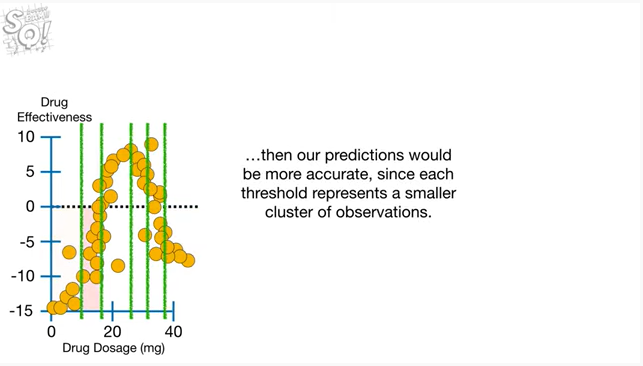 SQ!
Drug
Effectiveness
10
5
0
-5
-10
-15
0
20
40
Drug Dosage (mg)
…then our predictions would
be more accurate, since each
threshold represents a smaller
cluster of observations.